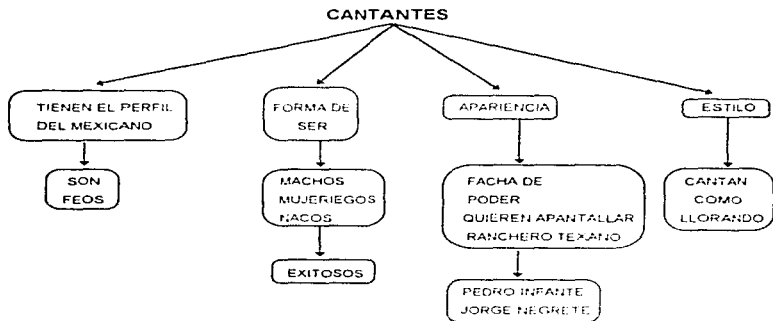 CANTANTES
TIENEN EL PERFIL
DEL MEXICANO
FORMA DE
SER
APARIENCIA
ESTILO
SON
FEOS
MACHOS
MUJERIEGOS
NACOS
FACHA DE
PODER
QUIEREN APANTALLAR
RANCHERO TEXANO
CANTAN
COMO
LLORANDO
EXITOSOS
PEDRO INFANTE
JORGE NEGRETE